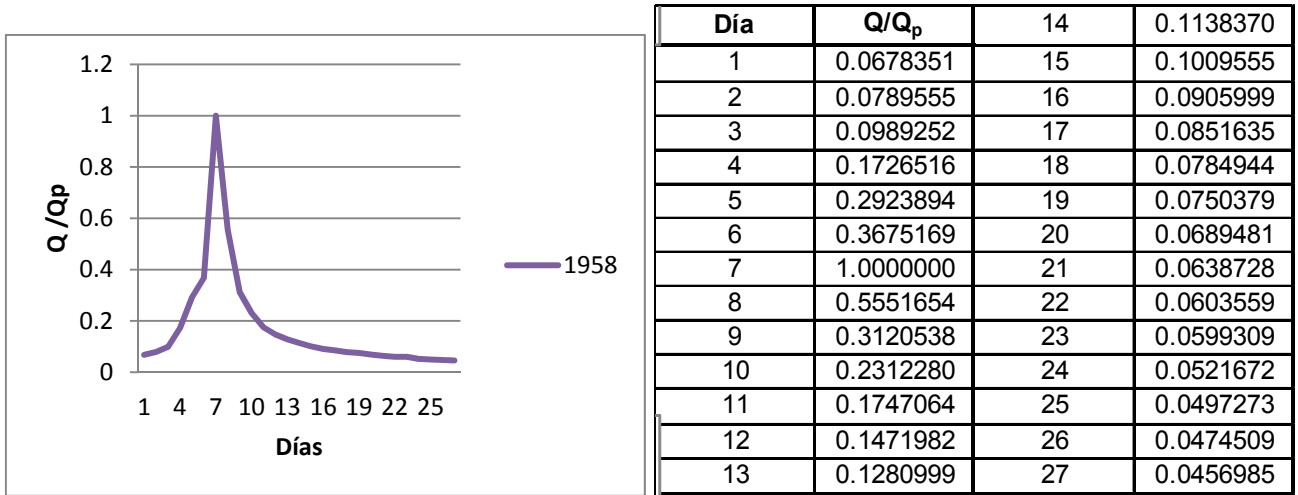 1.2
1
0.8
0.6
0.4
0.2
0
Q /Qp
1 4 7 10 13 16 19 22 25
Días
1958
Día Q/Qp 14 0.1138370
1 0.0678351 15 0.1009555
2 0.0789555 16 0.0905999
3 0.0989252 17 0.0851635
4 0.1726516 18 0.0784944
5 0.2923894 19 0.0750379
6 0.3675169 20 0.0689481
7 1.0000000 21 0.0638728
8 0.5551654 22 0.0603559
9 0.3120538 23 0.0599309
10 0.2312280 24 0.0521672
11 0.1747064 25 0.0497273
12 0.1471982 26 0.0474509
13 0.1280999 27 0.0456985